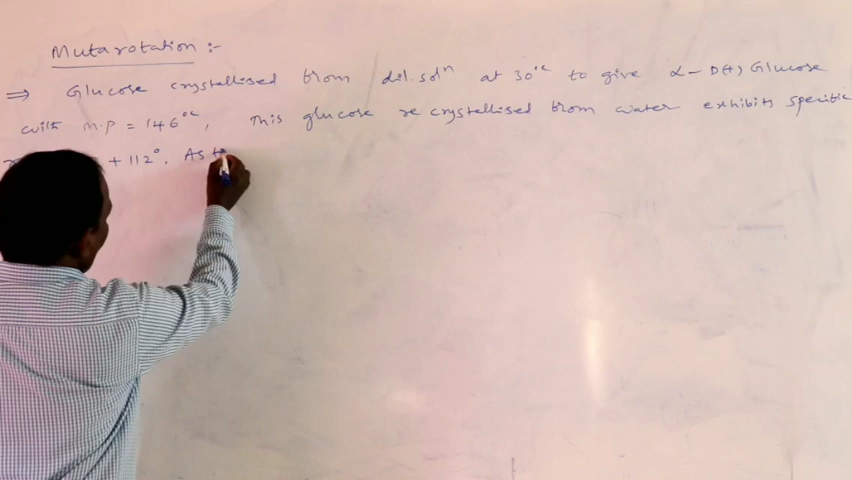 Mutarotation :-
⇒ Glucose crystallised from del. solⁿ at 30°C to give α - D(+) Glucose
with M.P = 146°C, This glucose re crystallised from water exhibits specific
+ 112°. As